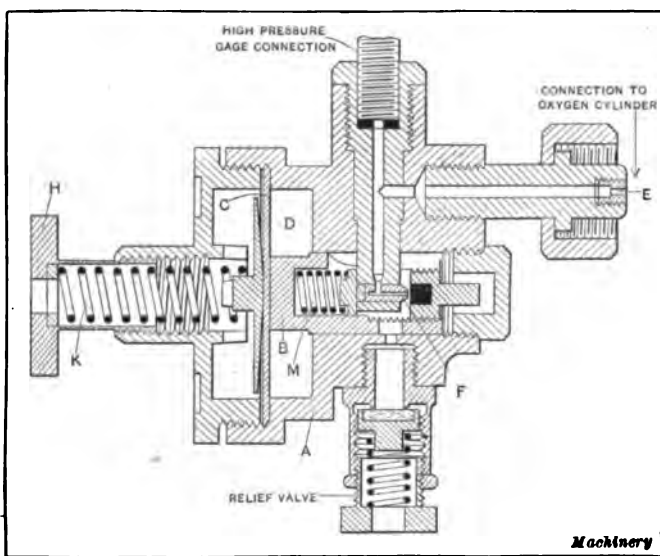 HIGH PRESSURE
GAGE CONNECTION
CONNECTION TO
OXYGEN CYLINDER
H
C
D
E
K
B
M
F
A
RELIEF VALVE
Machinery